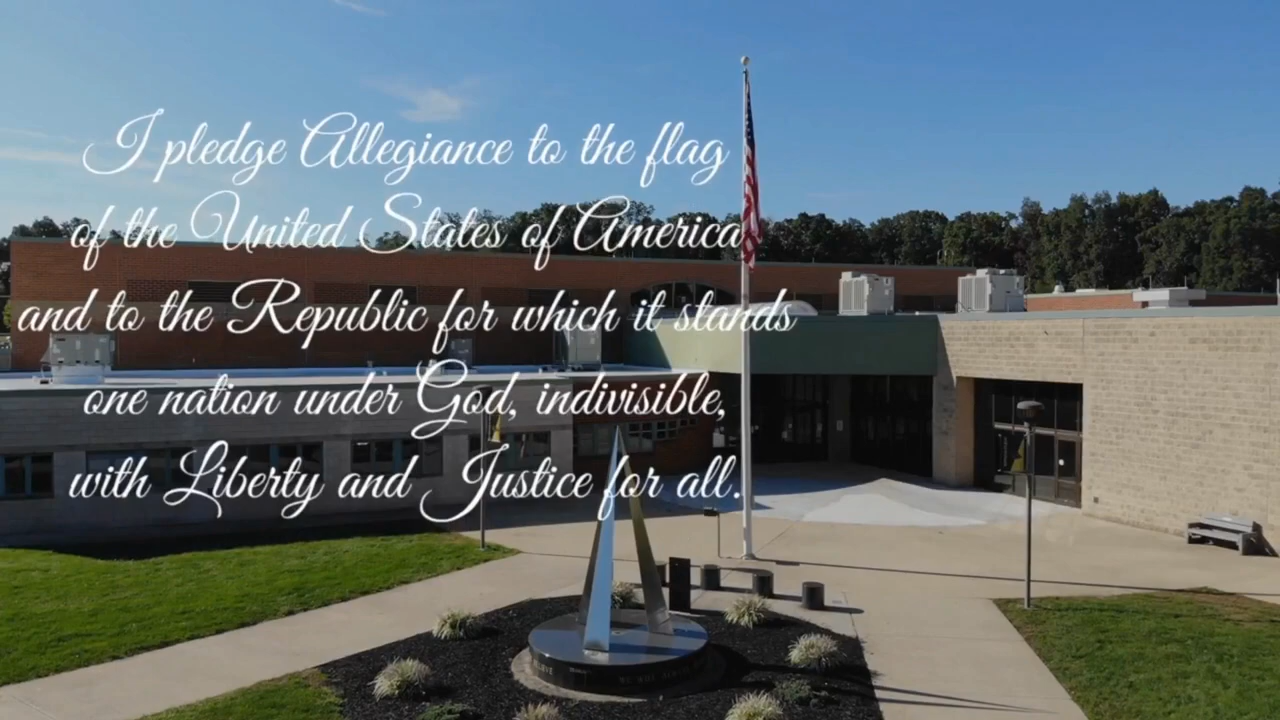 I pledge Allegiance to the flag
of the United States of America
and to the Republic for which it stands
one nation under God, indivisible,
with Liberty and Justice for all.